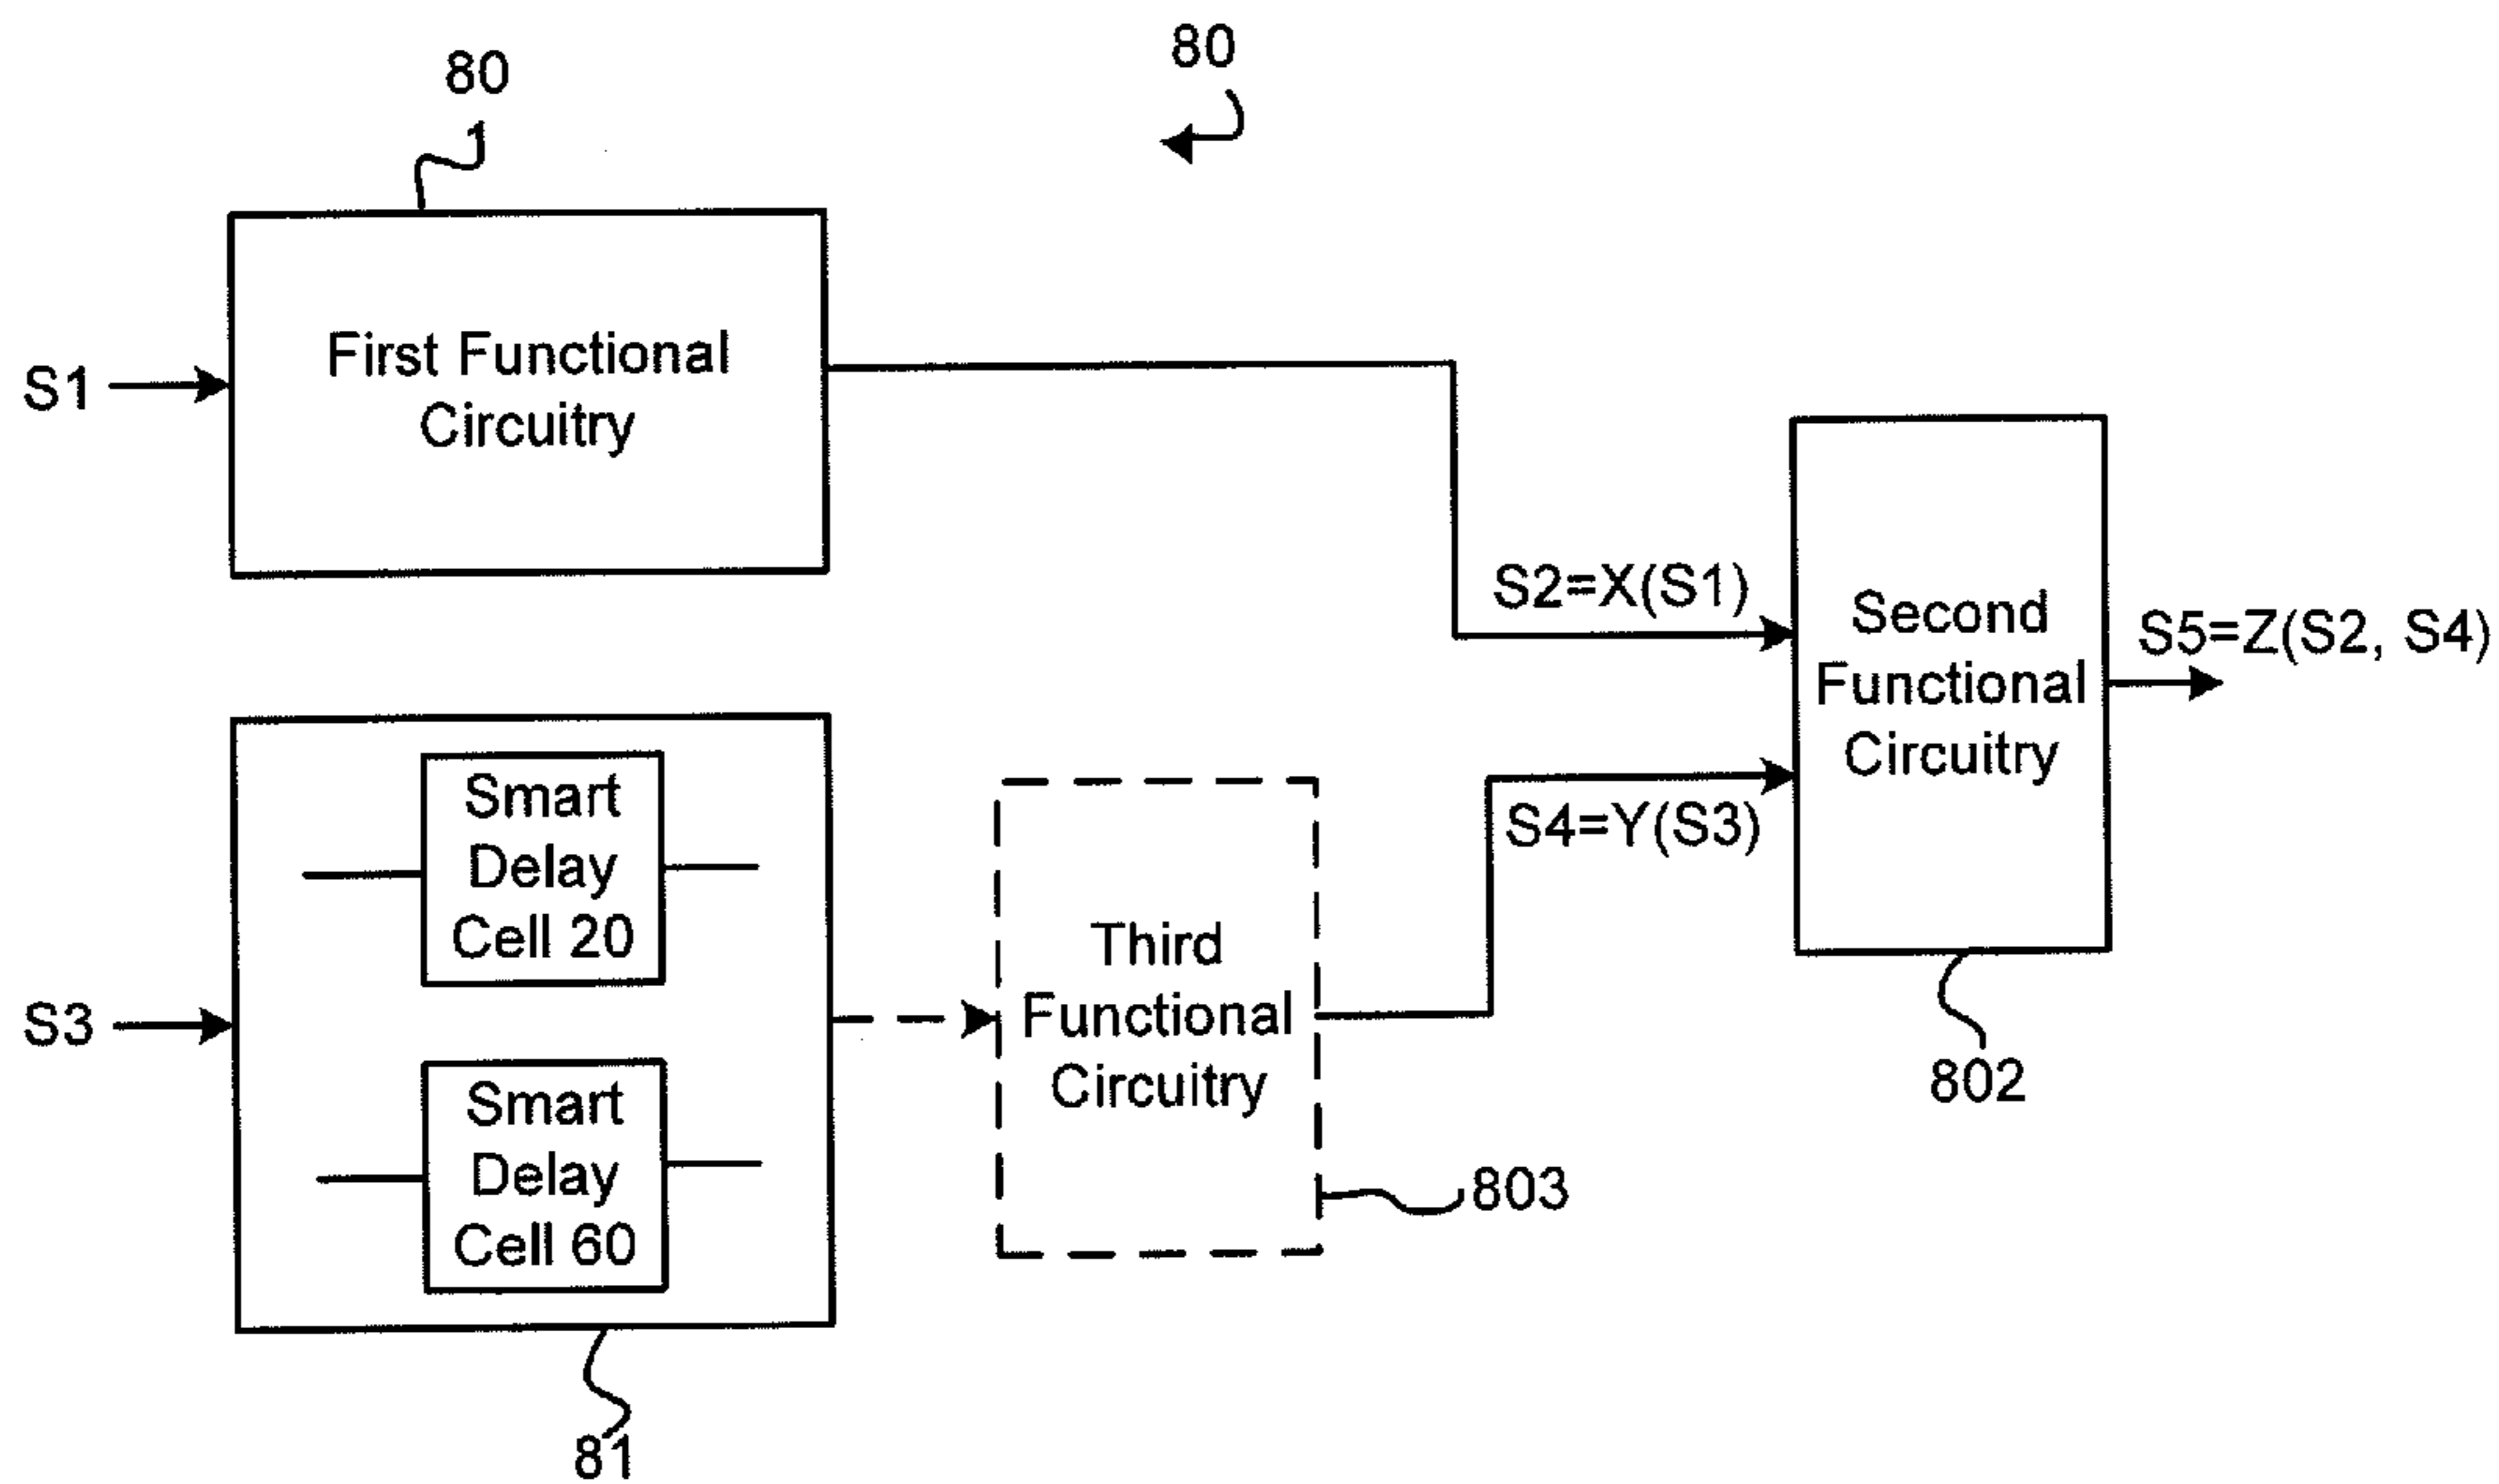 80
80
1
First Functional
Circuitry
S1
S2=X(S1)
Second
Functional
Circuitry
S5=Z(S2, S4)
Smart
Delay
Cell 20
S4=Y(S3)
Third
Functional
Circuitry
S3
802
Smart
Delay
Cell 60
803
81